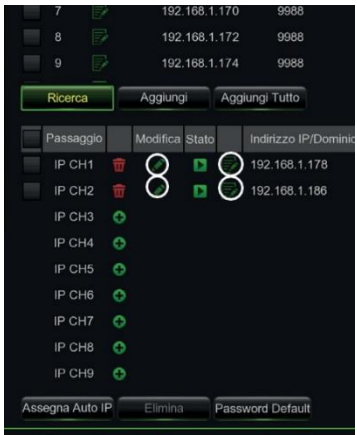 7 192.168.1.170 9988
8 192.168.1.172 9988
9 192.168.1.174 9988
Ricerca Aggiungi Aggiungi Tutto
Passaggio Modifica Stato Indirizzo IP/Dominio
IP CH1 192.168.1.178
IP CH2 192.168.1.186
IP CH3
IP CH4
IP CH5
IP CH6
IP CH7
IP CH8
IP CH9
Assegna Auto IP Elimina Password Default